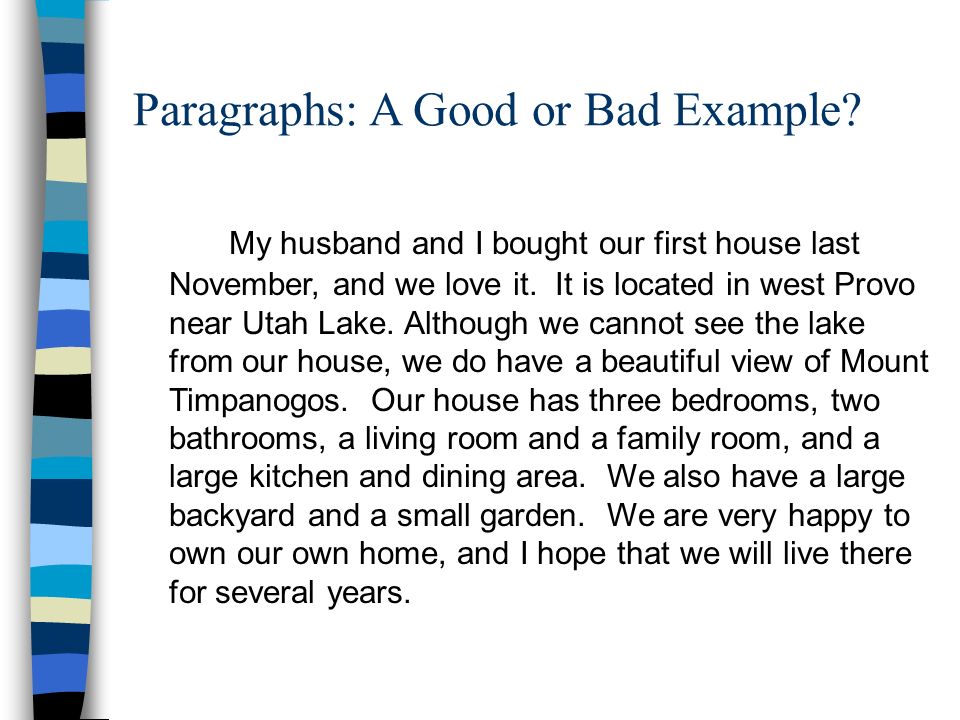 Paragraphs: A Good or Bad Example?
My husband and I bought our first house last
November, and we love it. It is located in west Provo
near Utah Lake. Although we cannot see the lake
from our house, we do have a beautiful view of Mount
Timpanogos. Our house has three bedrooms, two
bathrooms, a living room and a family room, and a
large kitchen and dining area. We also have a large
backyard and a small garden. We are very happy to
own our own home, and I hope that we will live there
for several years.